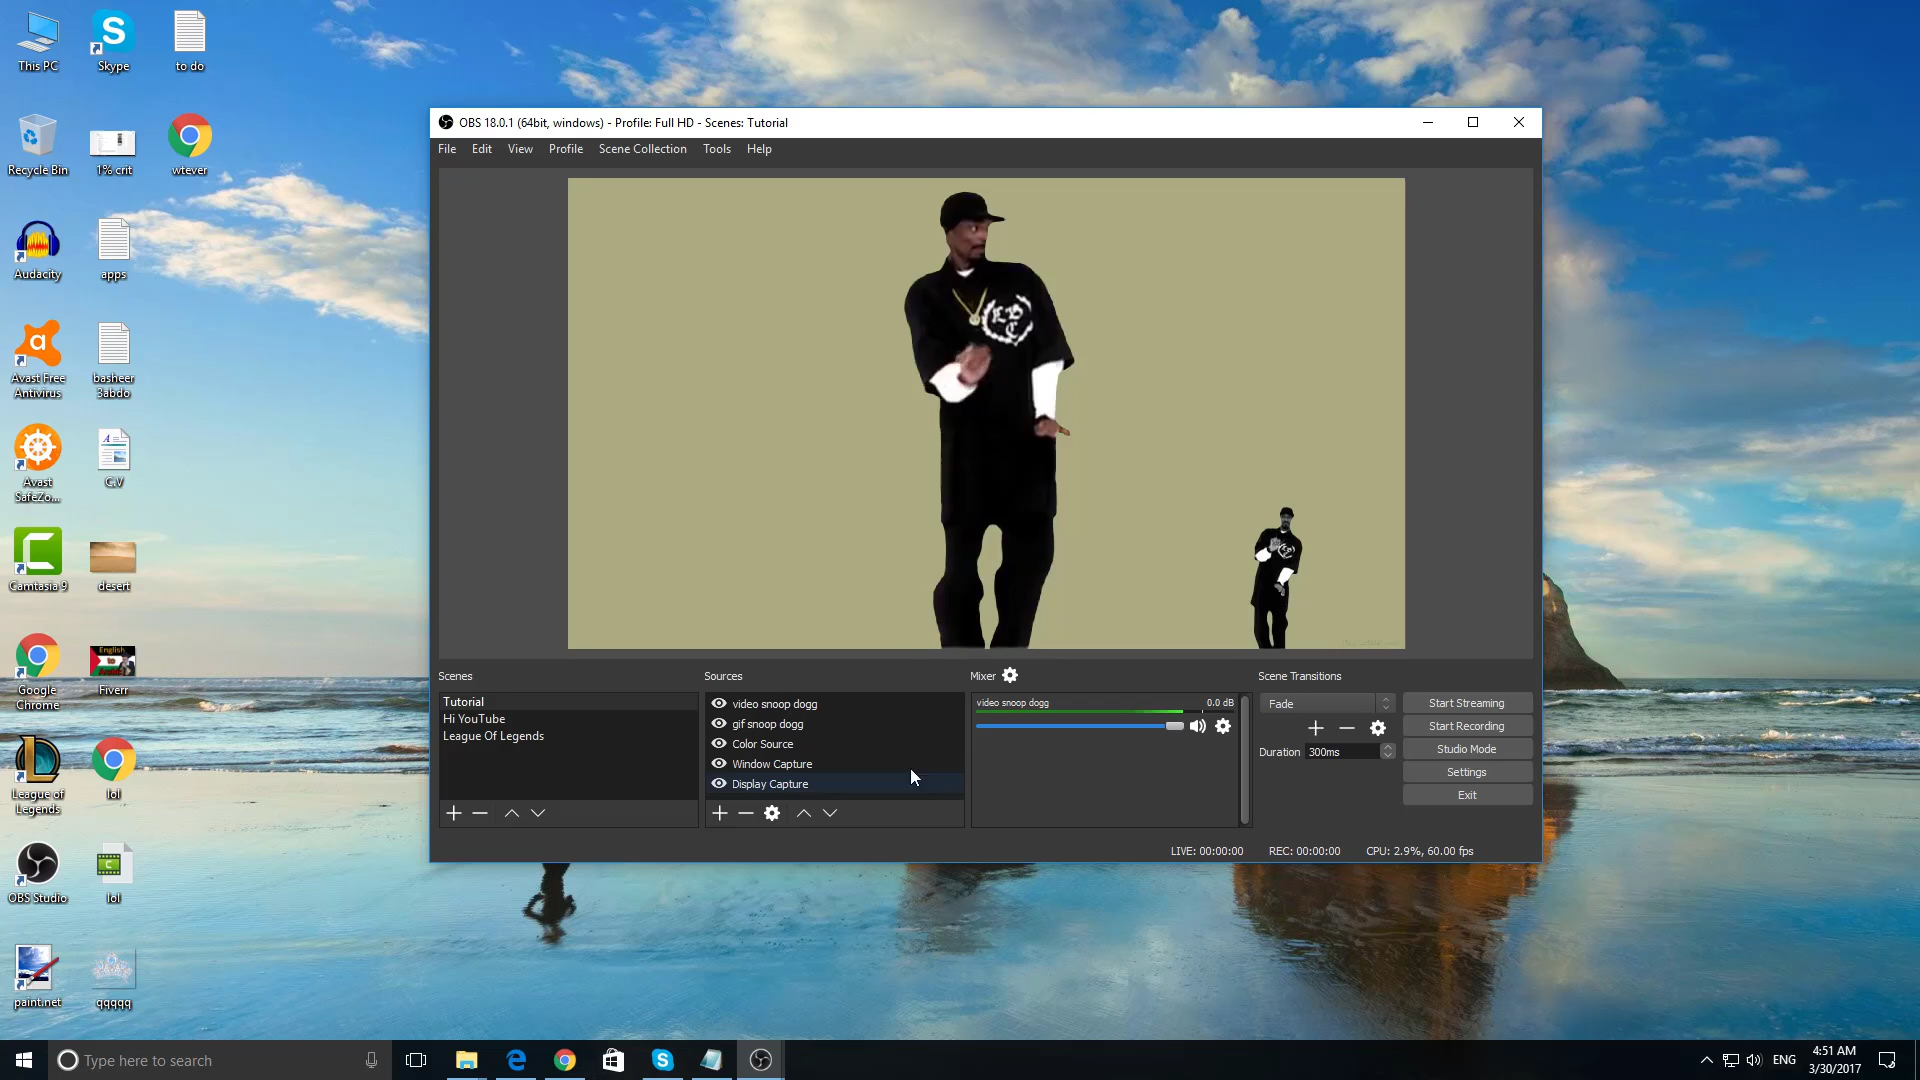 This PC
Skype
to do
Recycle Bin
1% crit
wtever
Audacity
apps
Avast Free
Antivirus
basheer
3abdo
Avast
SafeZo...
C.V
Camtasia 9
desert
Google
Chrome
English
to
Fiverr
League of
Legends
lol
OBS Studio
lol
paint.net
qqqqq
OBS 18.0.1 (64bit, windows) - Profile: Full HD - Scenes: Tutorial
File Edit View Profile Scene Collection Tools Help
Scenes
Tutorial
Hi YouTube
League Of Legends
Sources
video snoop dogg
gif snoop dogg
Color Source
Window Capture
Display Capture
Mixer
video snoop dogg 0.0 dB
Scene Transitions
Fade
Duration 300ms
Start Streaming
Start Recording
Studio Mode
Settings
Exit
LIVE: 00:00:00 REC: 00:00:00 CPU: 2.9%, 60.00 fps
Type here to search
ENG
4:51 AM
3/30/2017